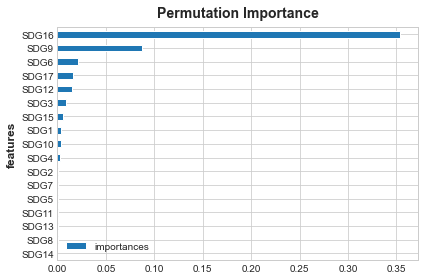 Permutation Importance
SDG16
SDG9
SDG6
SDG17
SDG12
SDG3
SDG15
SDG1
SDG10
SDG4
SDG2
SDG7
SDG5
SDG11
SDG13
SDG8
SDG14
features
importances
0.00 0.05 0.10 0.15 0.20 0.25 0.30 0.35